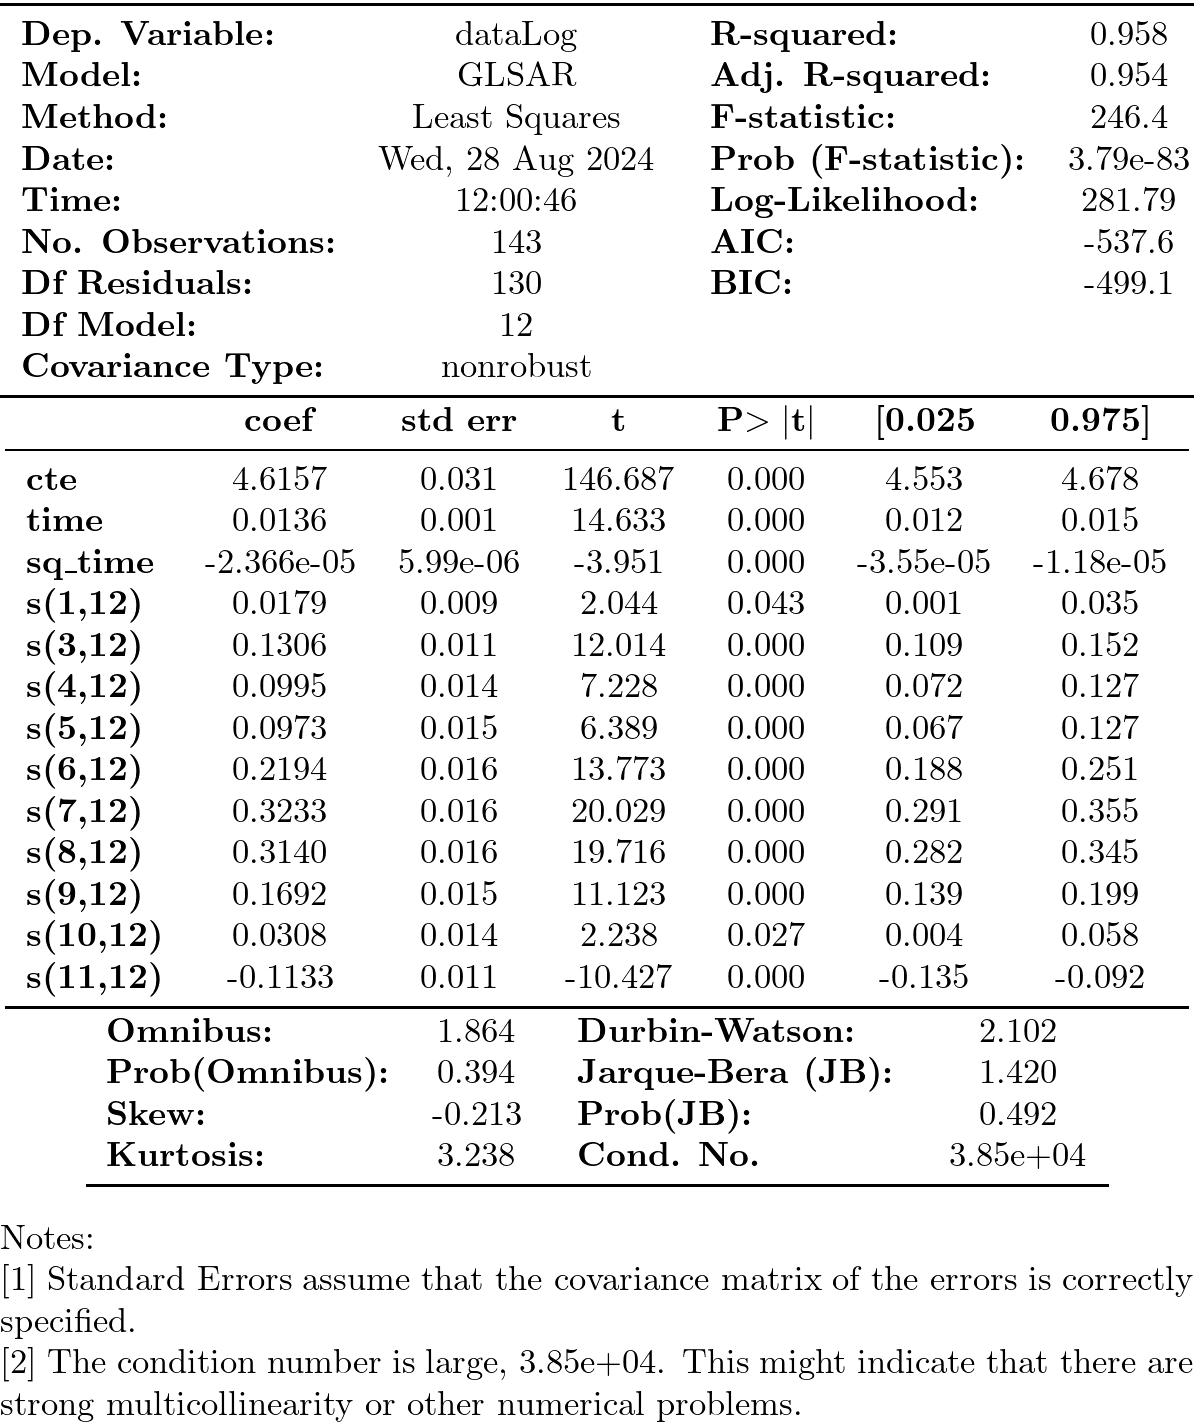 Dep. Variable: dataLog R-squared: 0.958
Model: GLSAR Adj. R-squared: 0.954
Method: Least Squares F-statistic: 246.4
Date: Wed, 28 Aug 2024 Prob (F-statistic): 3.79e-83
Time: 12:00:46 Log-Likelihood: 281.79
No. Observations: 143 AIC: -537.6
Df Residuals: 130 BIC: -499.1
Df Model: 12
Covariance Type: nonrobust
coef std err t P> |t| [0.025 0.975]
cte 4.6157 0.031 146.687 0.000 4.553 4.678
time 0.0136 0.001 14.633 0.000 0.012 0.015
sq_time -2.366e-05 5.99e-06 -3.951 0.000 -3.55e-05 -1.18e-05
s(1,12) 0.0179 0.009 2.044 0.043 0.001 0.035
s(3,12) 0.1306 0.011 12.014 0.000 0.109 0.152
s(4,12) 0.0995 0.014 7.228 0.000 0.072 0.127
s(5,12) 0.0973 0.015 6.389 0.000 0.067 0.127
s(6,12) 0.2194 0.016 13.773 0.000 0.188 0.251
s(7,12) 0.3233 0.016 20.029 0.000 0.291 0.355
s(8,12) 0.3140 0.016 19.716 0.000 0.282 0.345
s(9,12) 0.1692 0.015 11.123 0.000 0.139 0.199
s(10,12) 0.0308 0.014 2.238 0.027 0.004 0.058
s(11,12) -0.1133 0.011 -10.427 0.000 -0.135 -0.092
Omnibus: 1.864 Durbin-Watson: 2.102
Prob(Omnibus): 0.394 Jarque-Bera (JB): 1.420
Skew: -0.213 Prob(JB): 0.492
Kurtosis: 3.238 Cond. No. 3.85e+04
Notes:
[1] Standard Errors assume that the covariance matrix of the errors is correctly
specified.
[2] The condition number is large, 3.85e+04. This might indicate that there are
strong multicollinearity or other numerical problems.